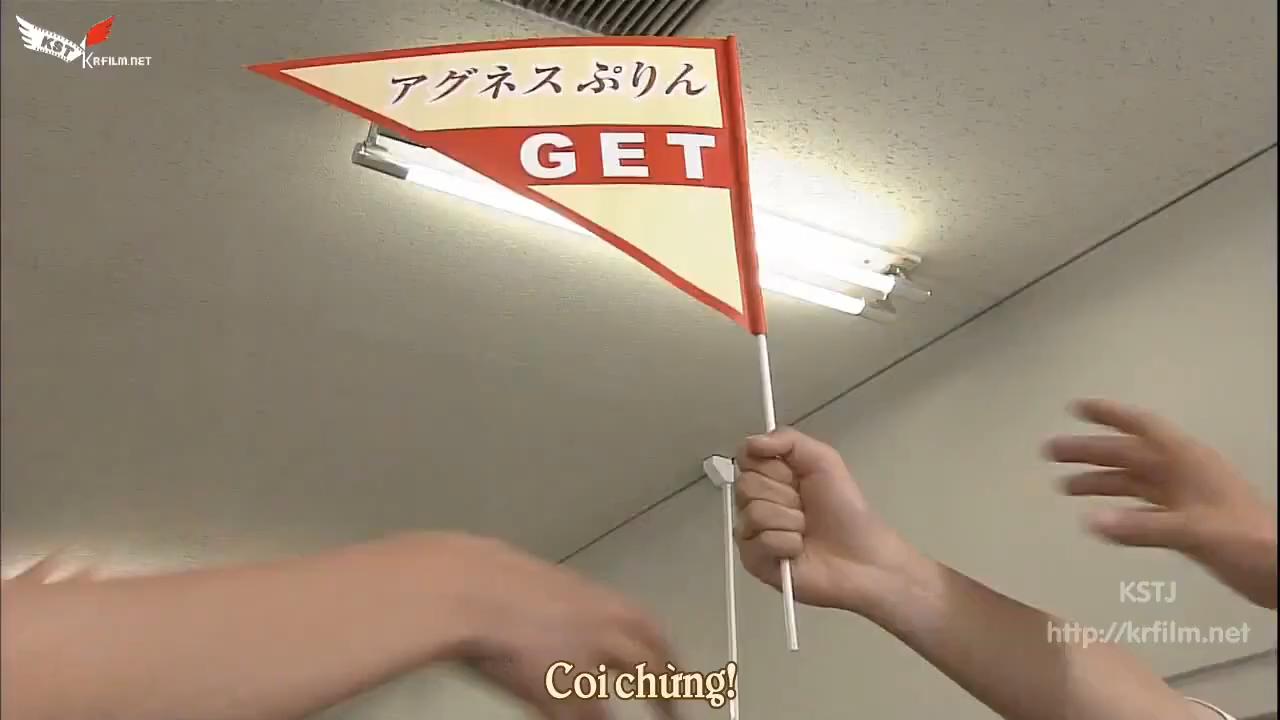 KST
KRFILM.NET
アグネス ぷりん
GET
KSTJ
http://krfilm.net
Coi chừng!